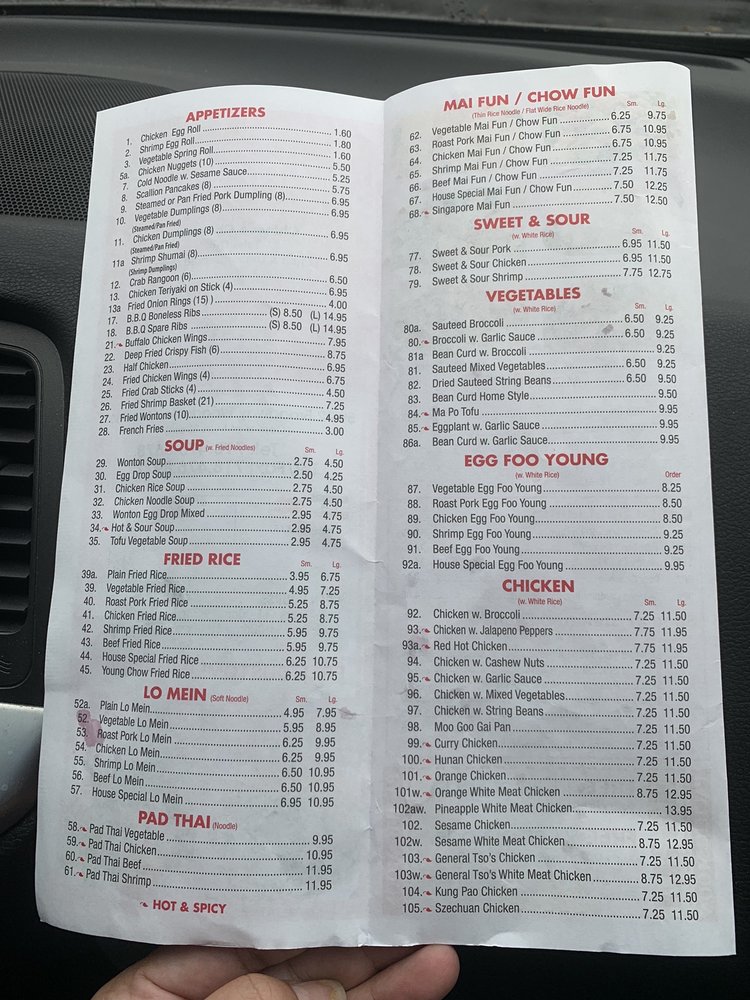 APPETIZERS
1. Chicken Egg Roll 1.60
2. Shrimp Egg Roll 1.80
3. Vegetable Spring Roll 1.60
5a. Chicken Nuggets (10) 5.50
7. Cold Noodle w. Sesame Sauce 5.25
8. Scallion Pancakes (8) 5.75
9. Steamed or Pan Fried Pork Dumpling (8) 6.95
10. Vegetable Dumplings (8) 6.95
(Steamed/Pan Fried)
11. Chicken Dumplings (8) 6.95
(Steamed/Pan Fried)
11a Shrimp Shumai (8) 6.95
(Shrimp Dumplings)
12. Crab Rangoon (6) 6.50
13. Chicken Teriyaki on Stick (4) 6.95
13a Fried Onion Rings (15) ) 4.00
17. B.B.Q Boneless Ribs (S) 8.50 (L) 14.95
18. B.B.Q Spare Ribs (S) 8.50 (L) 14.95
21. Buffalo Chicken Wings 7.95
22. Deep Fried Crispy Fish (6) 8.75
23. Half Chicken 6.95
24. Fried Chicken Wings (4) 6.75
25. Fried Crab Sticks (4) 4.50
26. Fried Shrimp Basket (21) 7.25
27. Fried Wontons (10) 4.95
28. French Fries 3.00
SOUP (w. Fried Noodles) Sm. Lg.
29. Wonton Soup 2.75 4.50
30. Egg Drop Soup 2.50 4.25
31. Chicken Rice Soup 2.75 4.50
32. Chicken Noodle Soup 2.75 4.50
33. Wonton Egg Drop Mixed 2.95 4.75
34. Hot & Sour Soup 2.95 4.75
35. Tofu Vegetable Soup 2.95 4.75
FRIED RICE Sm. Lg.
39a. Plain Fried Rice 3.95 6.75
39. Vegetable Fried Rice 4.95 7.25
40. Roast Pork Fried Rice 5.25 8.75
41. Chicken Fried Rice 5.25 8.75
42. Shrimp Fried Rice 5.95 9.75
43. Beef Fried Rice 5.95 9.75
44. House Special Fried Rice 6.25 10.75
45. Young Chow Fried Rice 6.25 10.75
LO MEIN (Soft Noodle) Sm. Lg.
52a. Plain Lo Mein 4.95 7.95
52. Vegetable Lo Mein 5.95 8.95
53. Roast Pork Lo Mein 6.25 9.95
54. Chicken Lo Mein 6.25 9.95
55. Shrimp Lo Mein 6.50 10.95
56. Beef Lo Mein 6.50 10.95
57. House Special Lo Mein 6.95 10.95
PAD THAI (Noodle)
58. Pad Thai Vegetable 9.95
59. Pad Thai Chicken 10.95
60. Pad Thai Beef 11.95
61. Pad Thai Shrimp 11.95
HOT & SPICY
MAI FUN / CHOW FUN
(Thin Rice Noodle / Flat Wide Rice Noodle) Sm. Lg.
62. Vegetable Mai Fun / Chow Fun 6.25 9.75
63. Roast Pork Mai Fun / Chow Fun 6.75 10.95
64. Chicken Mai Fun / Chow Fun 6.75 10.95
65. Shrimp Mai Fun / Chow Fun 7.25 11.75
66. Beef Mai Fun / Chow Fun 7.25 11.75
67. House Special Mai Fun / Chow Fun 7.50 12.25
68. Singapore Mai Fun 7.50 12.50
SWEET & SOUR
(w. White Rice) Sm. Lg.
77. Sweet & Sour Pork 6.95 11.50
78. Sweet & Sour Chicken 6.95 11.50
79. Sweet & Sour Shrimp 7.75 12.75
VEGETABLES
(w. White Rice) Sm. Lg.
80a. Sauteed Broccoli 6.50 9.25
80. Broccoli w. Garlic Sauce 6.50 9.25
81a Bean Curd w. Broccoli 9.25
81. Sauteed Mixed Vegetables 6.50 9.25
82. Dried Sauteed String Beans 6.50 9.50
83. Bean Curd Home Style 9.50
84. Ma Po Tofu 9.95
85. Eggplant w. Garlic Sauce 9.95
86a. Bean Curd w. Garlic Sauce 9.95
EGG FOO YOUNG
(w. White Rice) Order
87. Vegetable Egg Foo Young 8.25
88. Roast Pork Egg Foo Young 8.50
89. Chicken Egg Foo Young 8.50
90. Shrimp Egg Foo Young 9.25
91. Beef Egg Foo Young 9.25
92a. House Special Egg Foo Young 9.95
CHICKEN
(w. White Rice) Sm. Lg.
92. Chicken w. Broccoli 7.25 11.50
93. Chicken w. Jalapeno Peppers 7.75 11.95
93a. Red Hot Chicken 7.75 11.95
94. Chicken w. Cashew Nuts 7.25 11.50
95. Chicken w. Garlic Sauce 7.25 11.50
96. Chicken w. Mixed Vegetables 7.25 11.50
97. Chicken w. String Beans 7.25 11.50
98. Moo Goo Gai Pan 7.25 11.50
99. Curry Chicken 7.25 11.50
100. Hunan Chicken 7.25 11.50
101. Orange Chicken 7.25 11.50
101w. Orange White Meat Chicken 8.75 12.95
102aw. Pineapple White Meat Chicken 13.95
102. Sesame Chicken 7.25 11.50
102w. Sesame White Meat Chicken 8.75 12.95
103. General Tso's Chicken 7.25 11.50
103w. General Tso's White Meat Chicken 8.75 12.95
104. Kung Pao Chicken 7.25 11.50
105. Szechuan Chicken 7.25 11.50